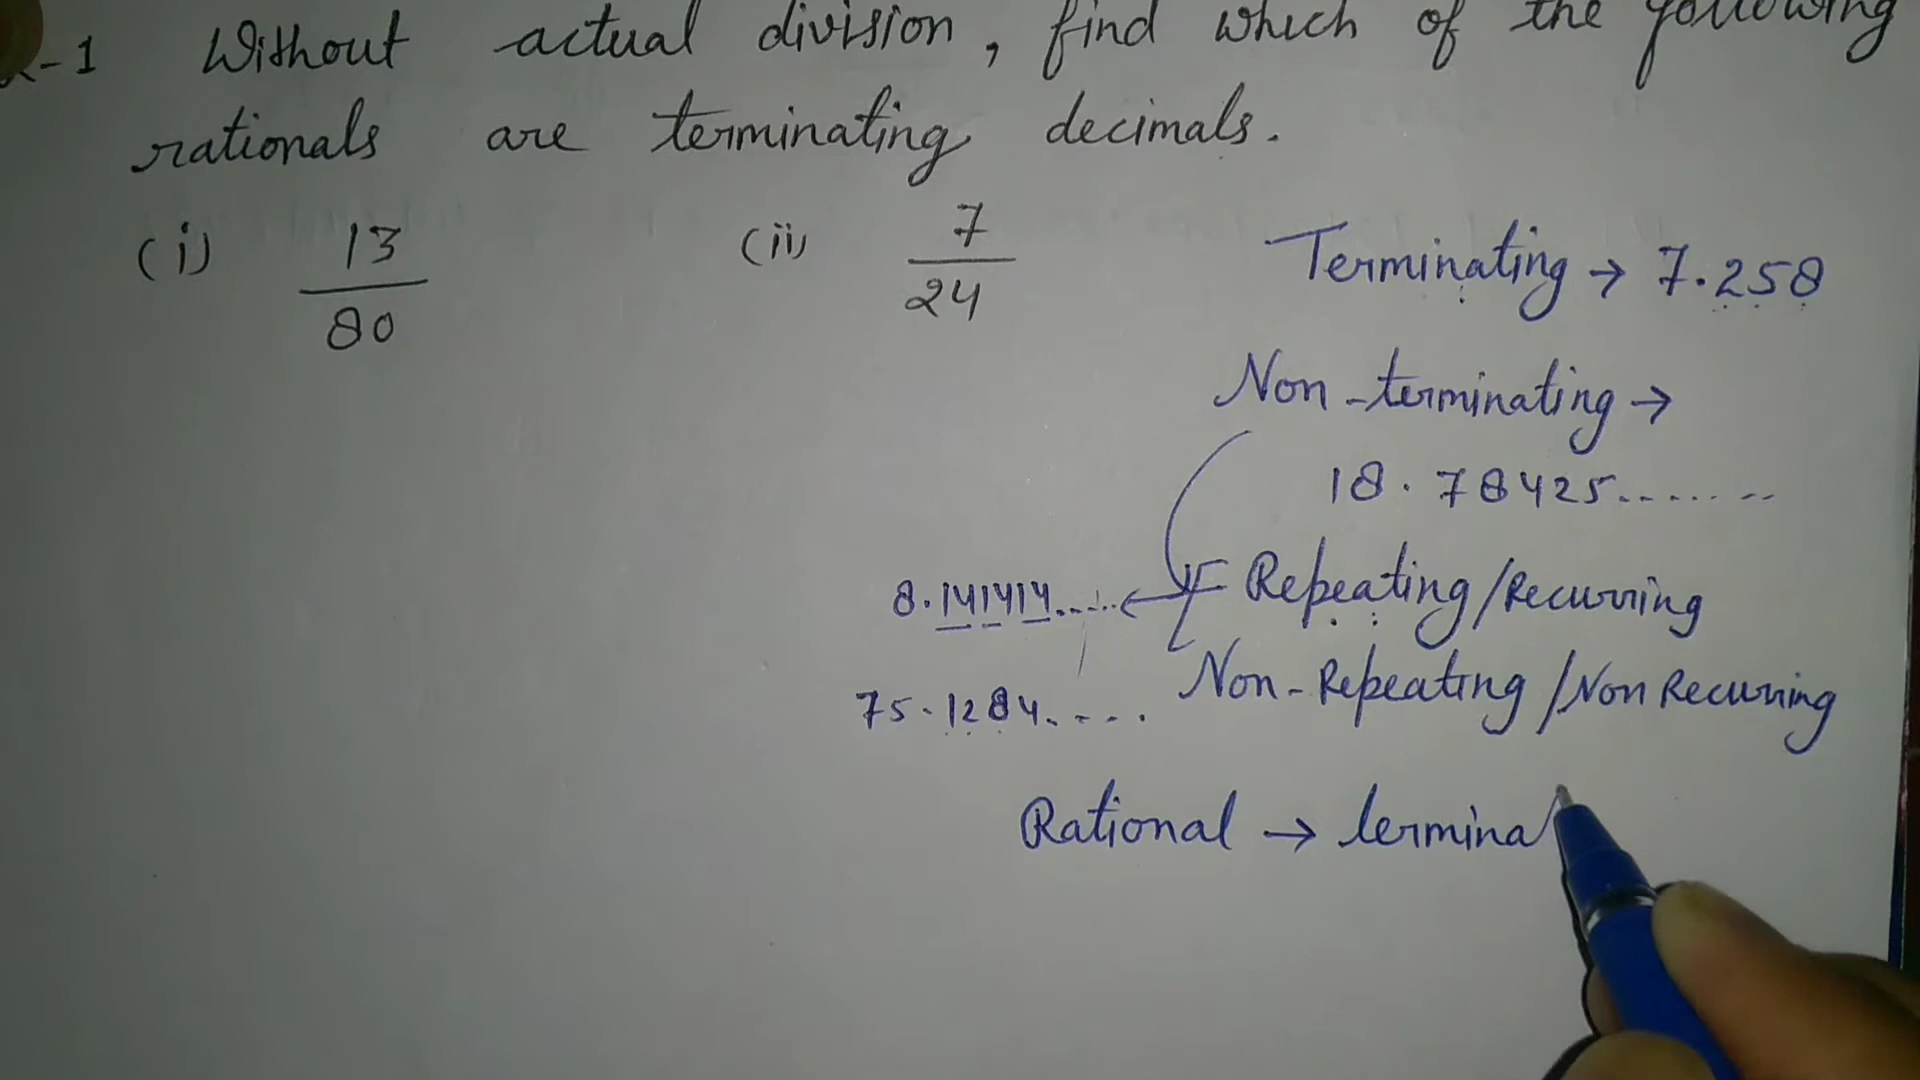 -1 Without actual division, find which of the following
rationals are terminating decimals.
(i) 13/80 (ii) 7/24
Terminating → 7.258
Non-terminating →
18.78425.......
8.141414...... ← Repeating/Recurring
75.1284..... Non-Repeating/Non Recurring
Rational → termina